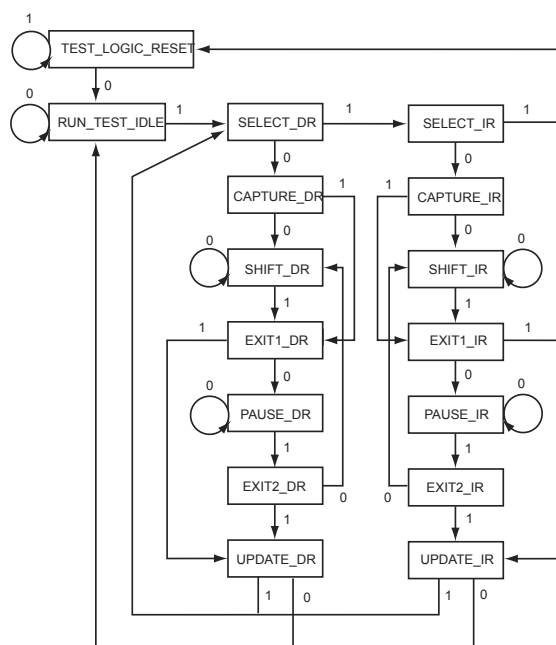 1
TEST_LOGIC_RESET
0
0
RUN_TEST_IDLE
1
SELECT_DR
1
SELECT_IR
1
0
0
CAPTURE_DR
1
1
CAPTURE_IR
0
0
0
SHIFT_DR
SHIFT_IR
0
1
1
1
EXIT1_DR
EXIT1_IR
1
0
0
0
PAUSE_DR
PAUSE_IR
0
1
1
EXIT2_DR
0
0
EXIT2_IR
1
1
UPDATE_DR
UPDATE_IR
1
0
1
0